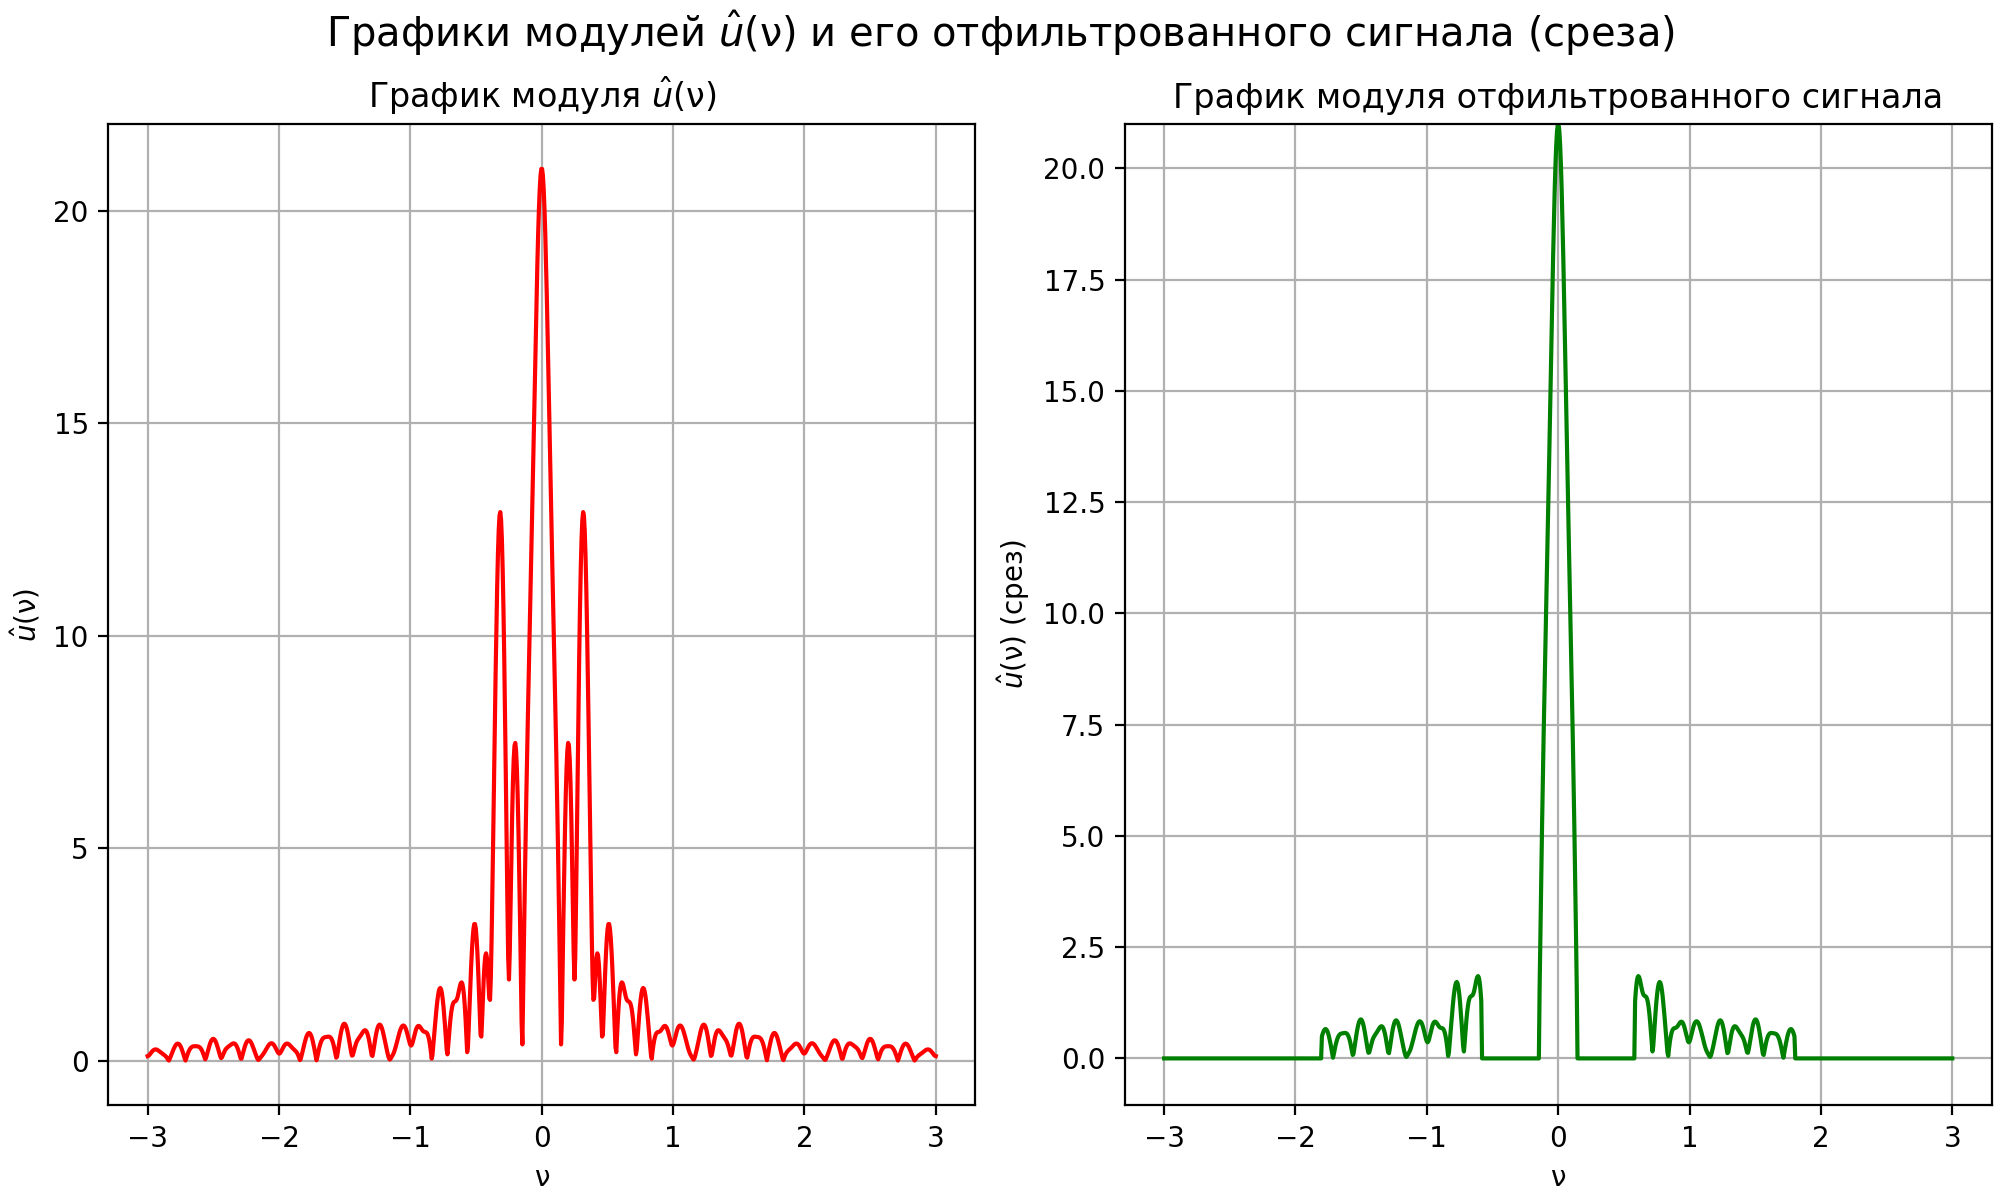 Графики модулей û(ν) и его отфильтрованного сигнала (среза)
График модуля û(ν)
20
15
10
5
0
û(ν)
−3 −2 −1 0 1 2 3
ν
График модуля отфильтрованного сигнала
20.0
17.5
15.0
12.5
10.0
7.5
5.0
2.5
0.0
û(ν) (срез)
−3 −2 −1 0 1 2 3
ν